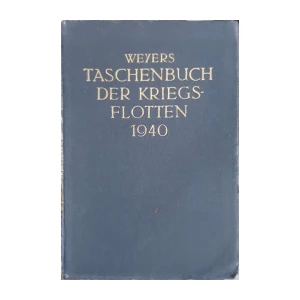 WEYERS
TASCHENBUCH
DER KRIEGS-
FLOTTEN
1940